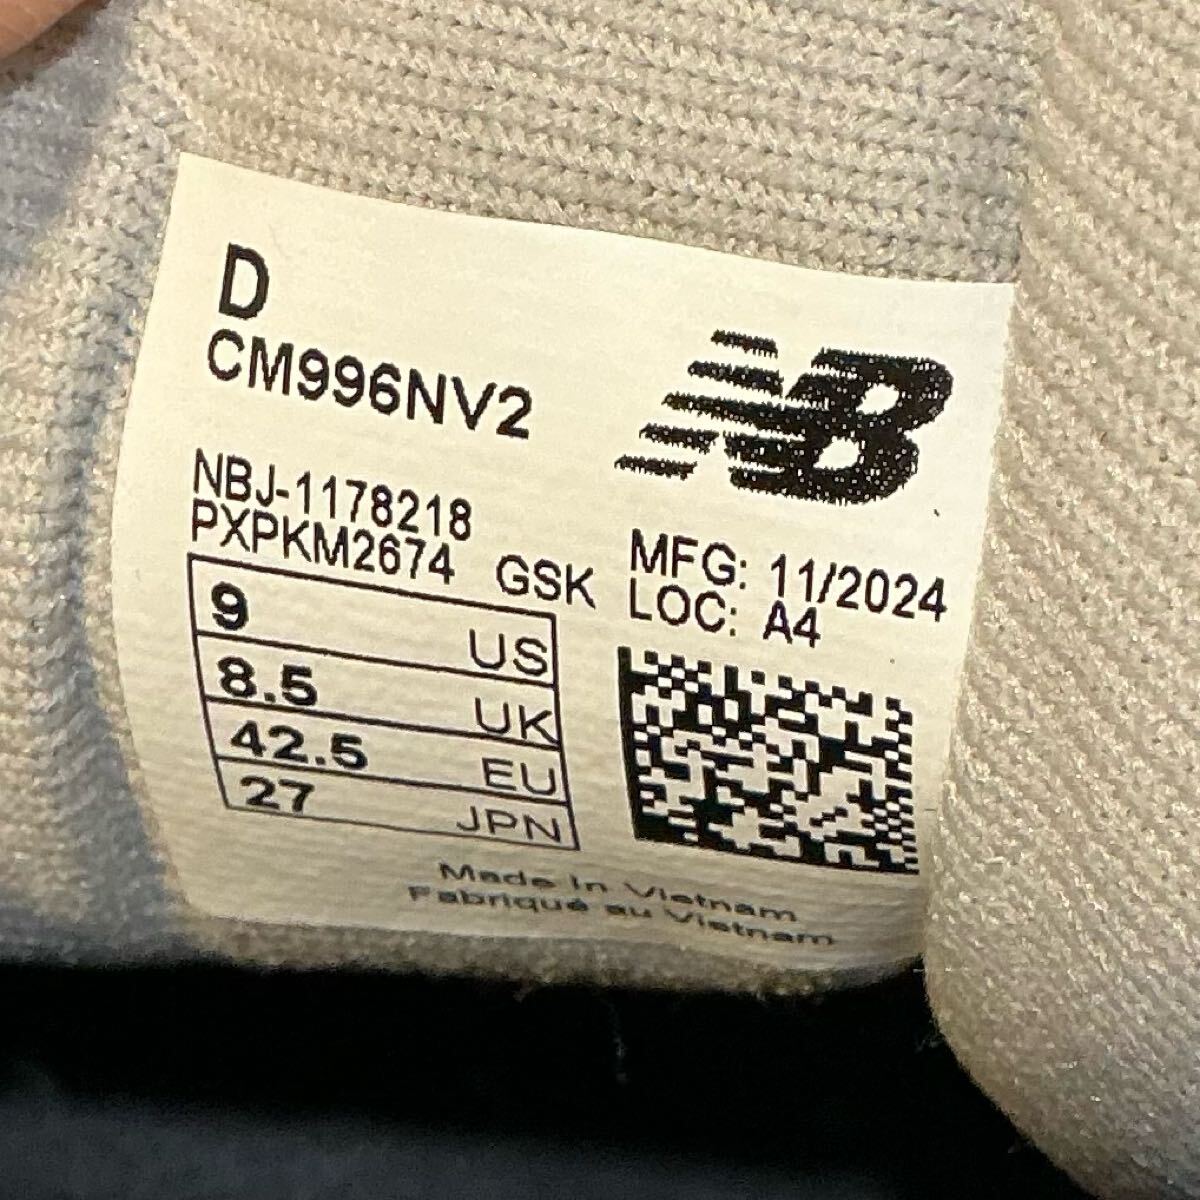 D
CM996NV2
NB
NBJ-1178218
PXPKM2674 GSK
MFG: 11/2024
LOC: A4
9 US
8.5 UK
42.5 EU
27 JPN
Made In Vietnam
Fabriqué au Vietnam